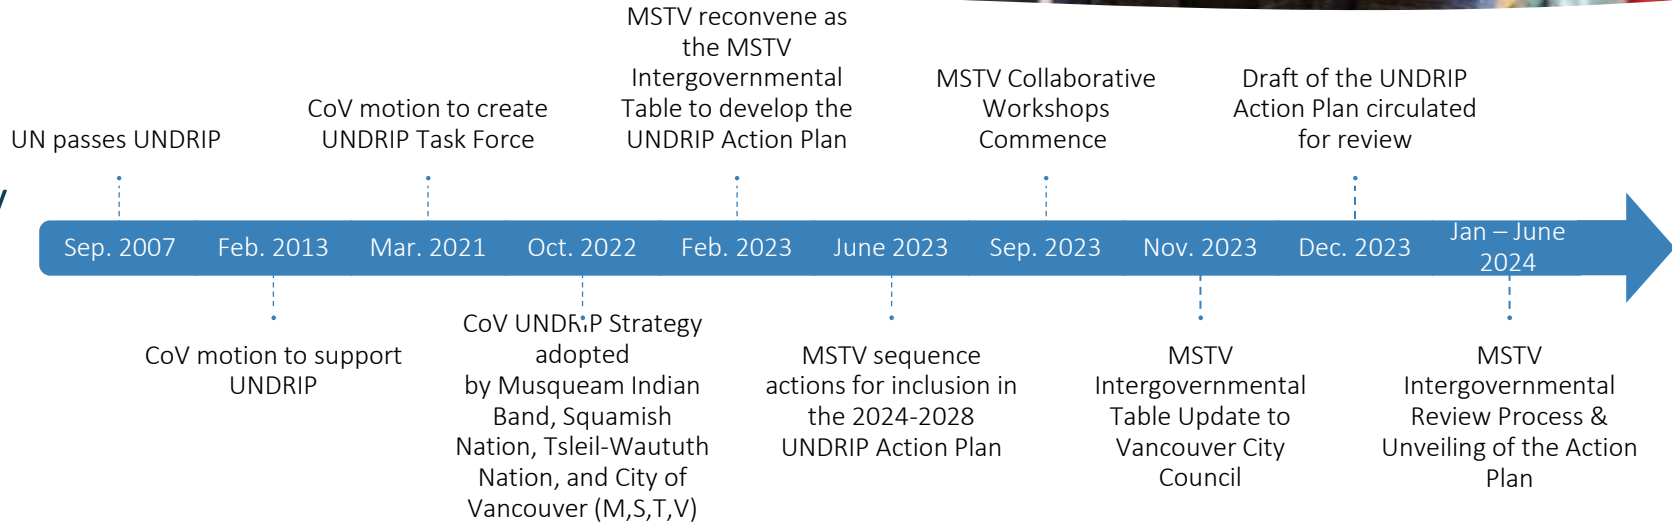 MSTV reconvene as
the MSTV
Intergovernmental
Table to develop the
UNDRIP Action Plan
MSTV Collaborative
Workshops
Commence
Draft of the UNDRIP
Action Plan circulated
for review
CoV motion to create
UNDRIP Task Force
UN passes UNDRIP
Sep. 2007
Feb. 2013
Mar. 2021
Oct. 2022
Feb. 2023
June 2023
Sep. 2023
Nov. 2023
Dec. 2023
Jan – June
2024
CoV motion to support
UNDRIP
CoV UNDRIP Strategy
adopted
by Musqueam Indian
Band, Squamish
Nation, Tsleil-Waututh
Nation, and City of
Vancouver (M,S,T,V)
MSTV sequence
actions for inclusion in
the 2024-2028
UNDRIP Action Plan
MSTV
Intergovernmental
Table Update to
Vancouver City
Council
MSTV
Intergovernmental
Review Process &
Unveiling of the Action
Plan